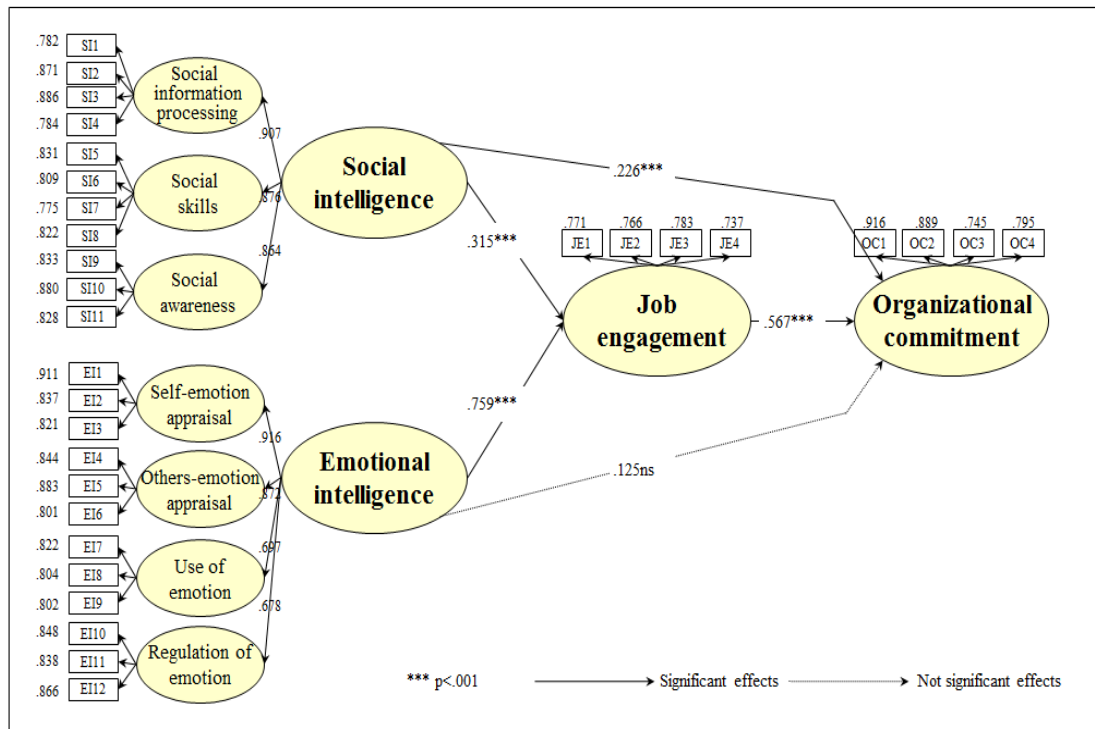 .782 SI1
.871 SI2
.886 SI3
.784 SI4
Social
information
processing
.907
.831 SI5
.809 SI6
.775 SI7
.822 SI8
Social
skills
.876
.833 SI9
.880 SI10
.828 SI11
Social
awareness
.864
Social
intelligence
.226***
.315***
.771 .766 .783 .737
JE1 JE2 JE3 JE4
Job
engagement
.567***
.916 .889 .745 .795
OC1 OC2 OC3 OC4
Organizational
commitment
.911 EI1
.837 EI2
.821 EI3
Self-emotion
appraisal
.916
.844 EI4
.883 EI5
.801 EI6
Others-emotion
appraisal
.872
.822 EI7
.804 EI8
.802 EI9
Use of
emotion
.697
.848 EI10
.838 EI11
.866 EI12
Regulation of
emotion
.678
Emotional
intelligence
.759***
.125ns
*** p<.001
Significant effects
Not significant effects